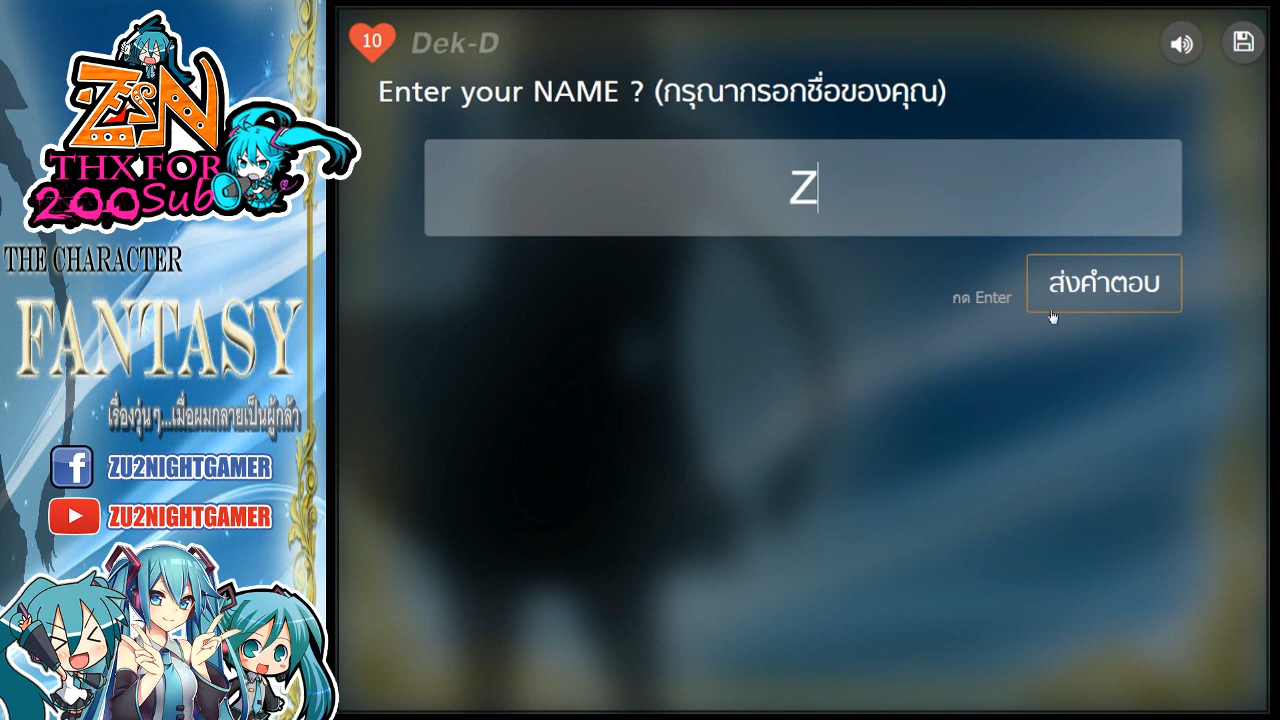 ZSN
THX FOR
200Sub
THE CHARACTER
FANTASY
เรื่องวุ่นๆ...เมื่อผมกลายเป็นผู้กล้า
f ZU2NIGHTGAMER
ZU2NIGHTGAMER
10 Dek-D
Enter your NAME ? (กรุณากรอกชื่อของคุณ)
Z
กด Enter ส่งคำตอบ